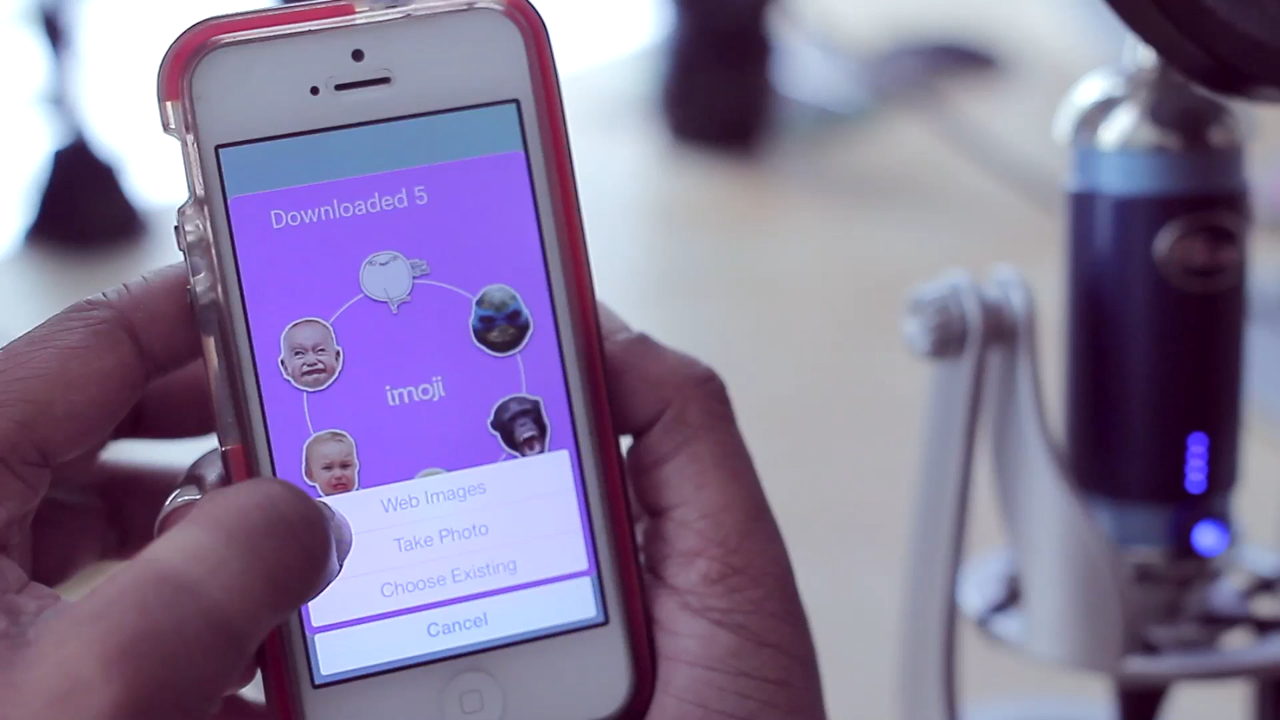 Downloaded 5
imoji
Web Images
Take Photo
Choose Existing
Cancel